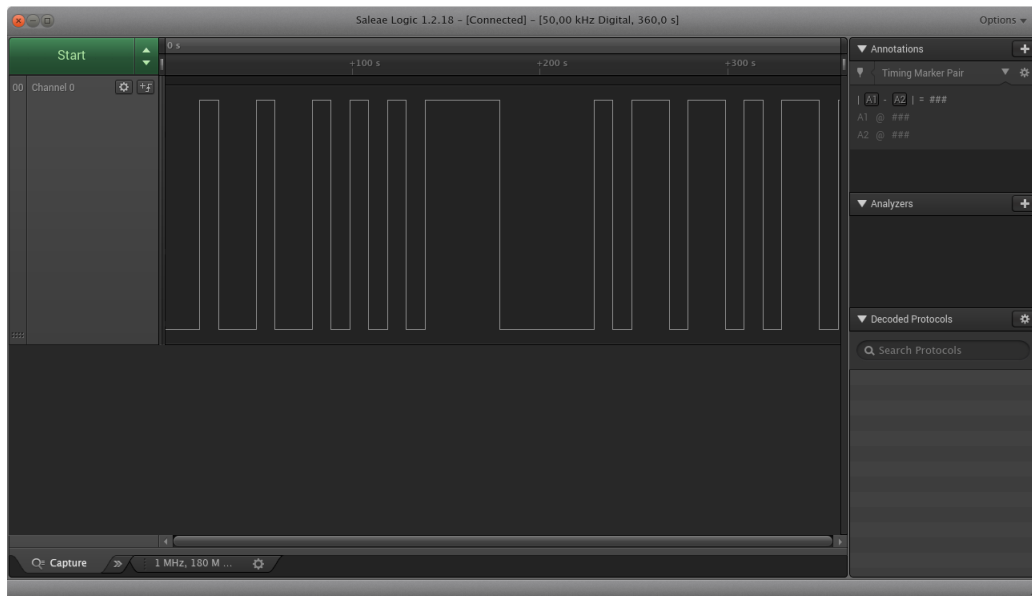 Saleae Logic 1.2.18 - [Connected] - [50,00 kHz Digital, 360,0 s]
Options
Start
0 s
+100 s
+200 s
+300 s
00 Channel 0
Annotations
Timing Marker Pair
| A1 - A2 | = ###
A1 @ ###
A2 @ ###
Analyzers
Decoded Protocols
Search Protocols
Capture
1 MHz, 180 M ...